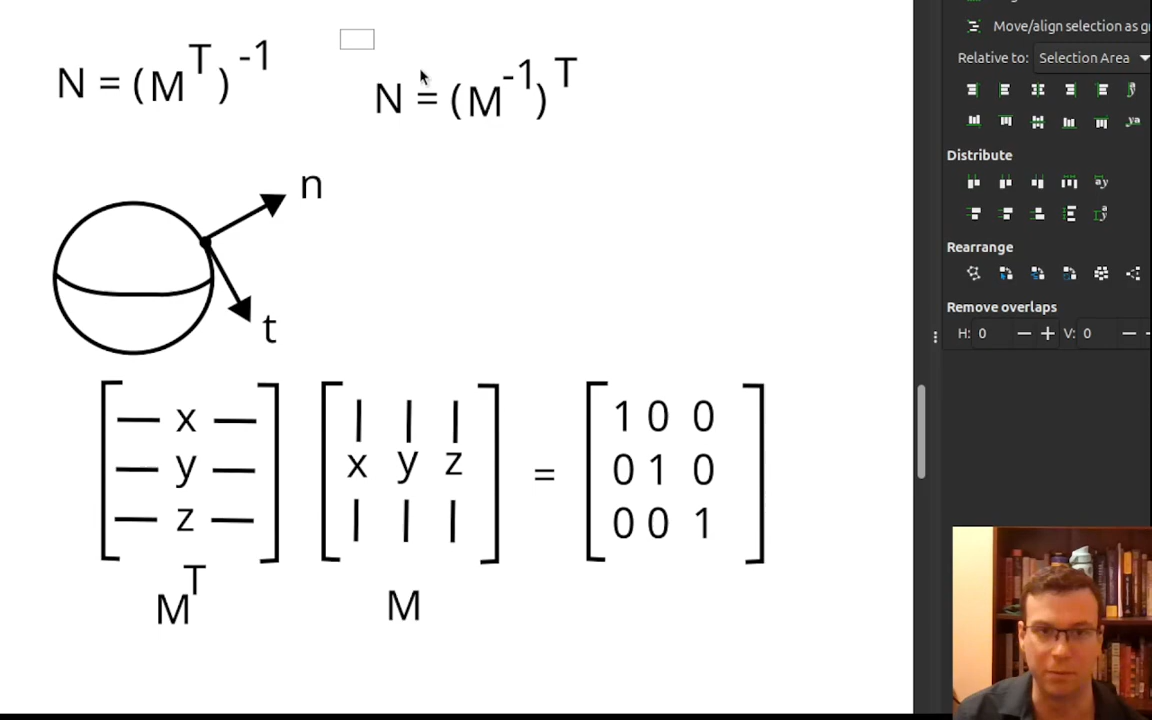 N = (M^T)^-1
N = (M^-1)^T
n
t
x
y
z
x y z
=
1 0 0
0 1 0
0 0 1
M^T
M
Move/align selection as g
Relative to: Selection Area
Distribute
Rearrange
Remove overlaps
H: 0 — + V: 0 —